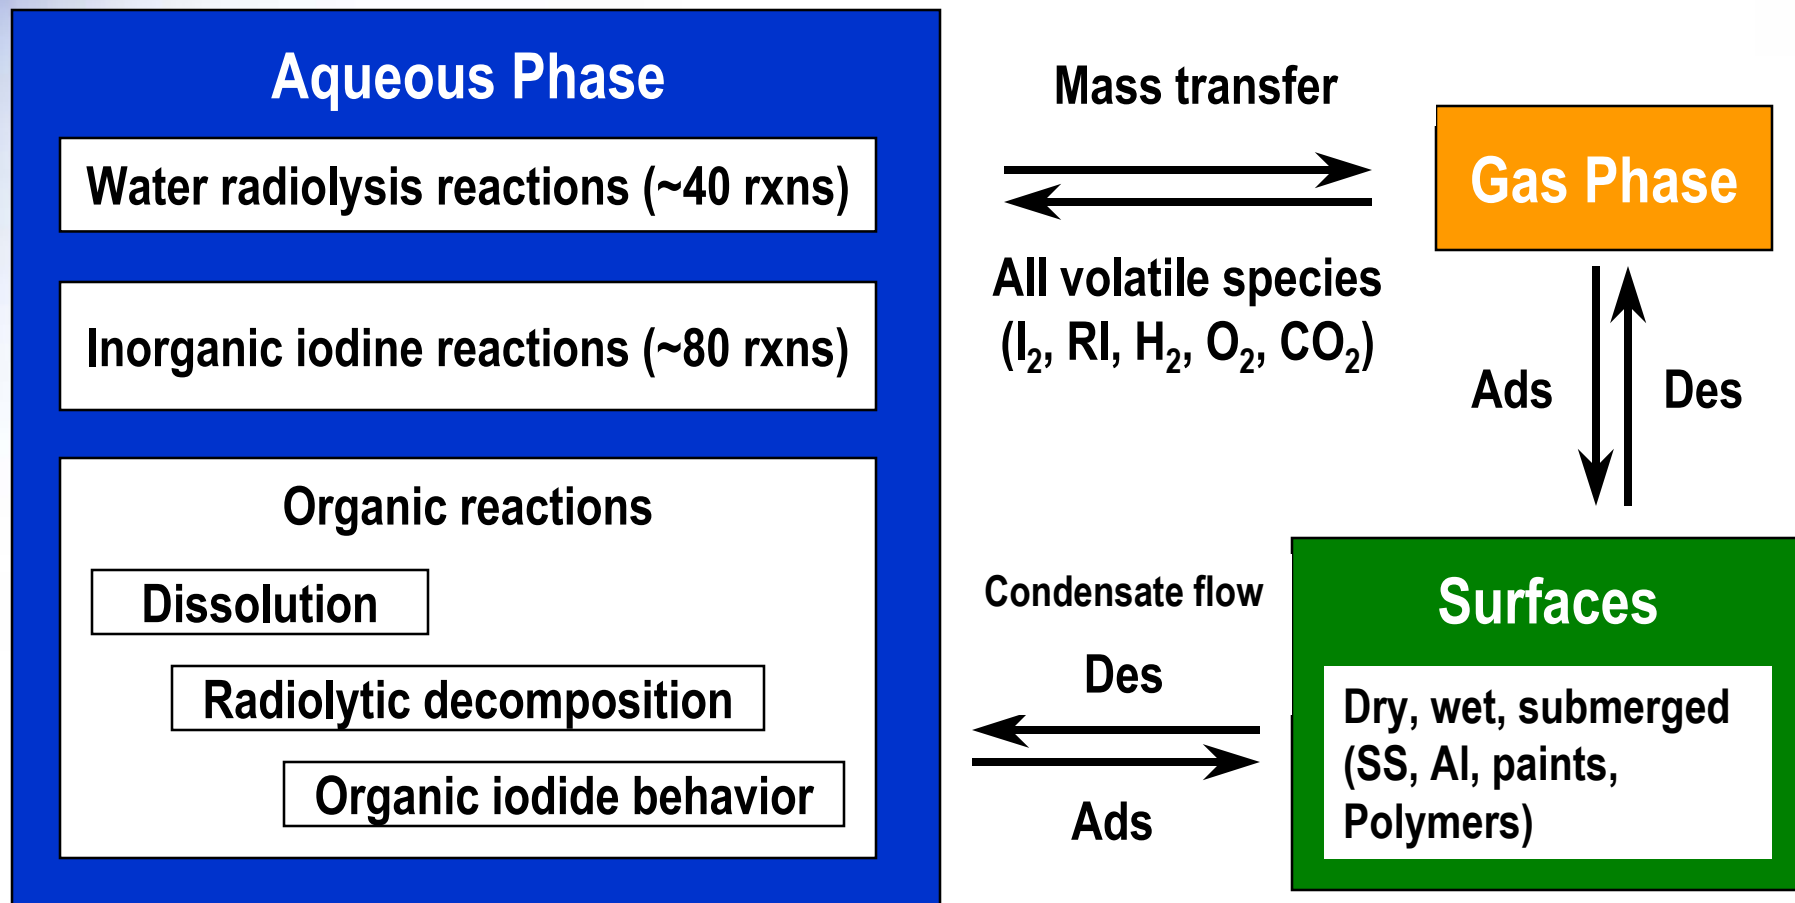 Aqueous Phase
Water radiolysis reactions (~40 rxns)
Inorganic iodine reactions (~80 rxns)
Organic reactions
Dissolution
Radiolytic decomposition
Organic iodide behavior
Mass transfer
All volatile species
(I₂, RI, H₂, O₂, CO₂)
Gas Phase
Ads
Des
Condensate flow
Des
Ads
Surfaces
Dry, wet, submerged
(SS, Al, paints,
Polymers)